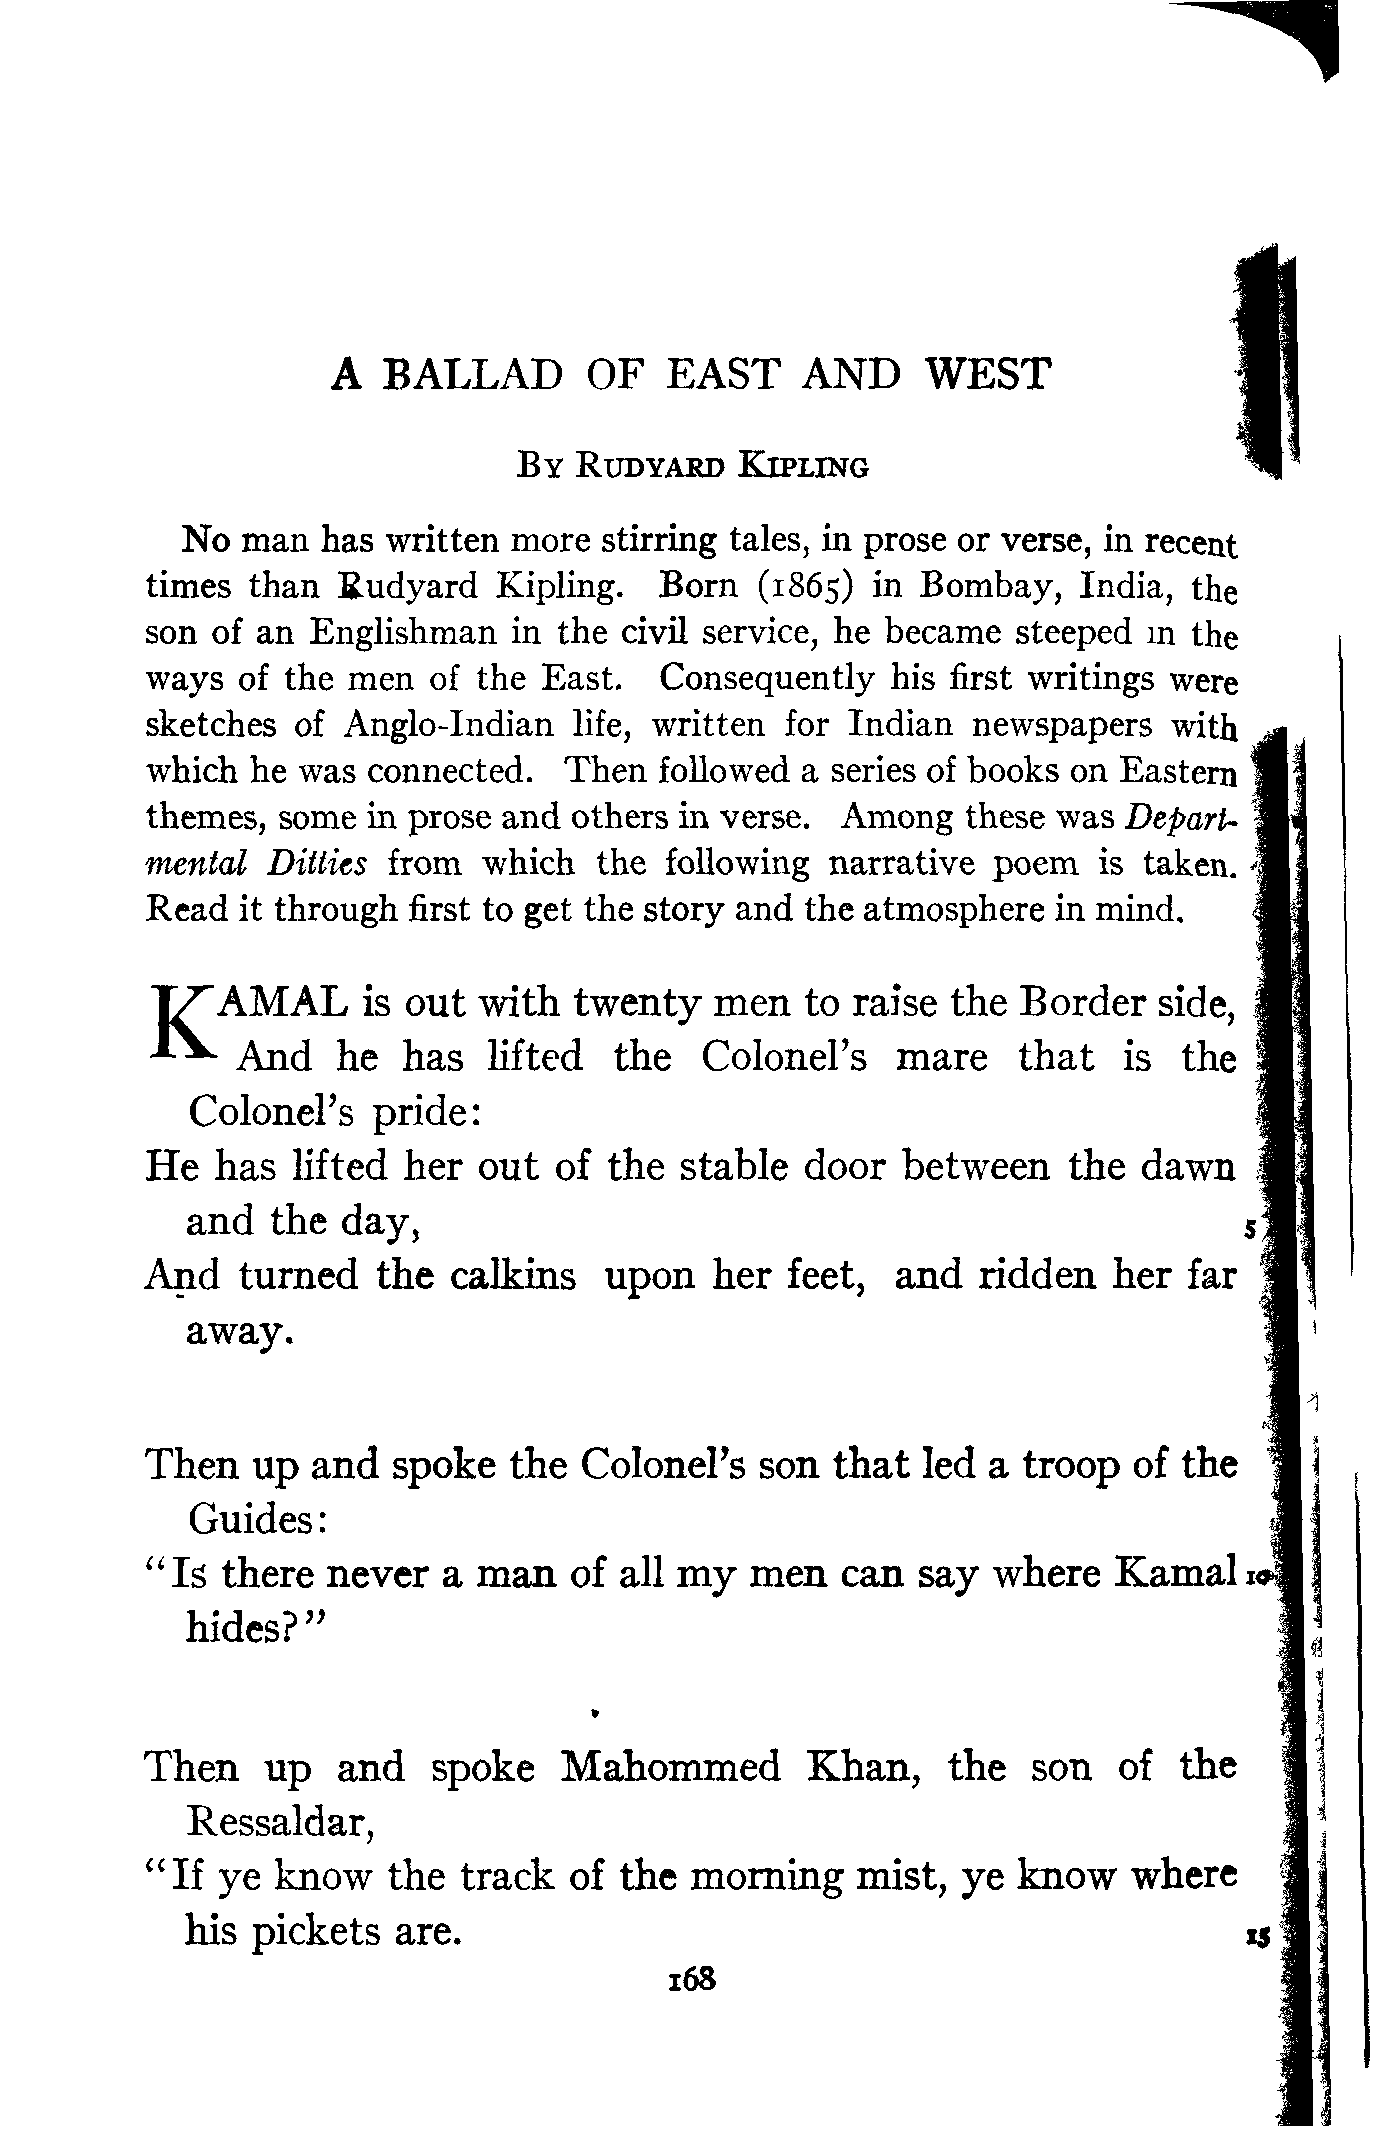 A BALLAD OF EAST AND WEST
By Rudyard Kipling
No man has written more stirring tales, in prose or verse, in recent
times than Rudyard Kipling. Born (1865) in Bombay, India, the
son of an Englishman in the civil service, he became steeped in the
ways of the men of the East. Consequently his first writings were
sketches of Anglo-Indian life, written for Indian newspapers with
which he was connected. Then followed a series of books on Eastern
themes, some in prose and others in verse. Among these was Depart-
mental Ditties from which the following narrative poem is taken.
Read it through first to get the story and the atmosphere in mind.
KAMAL is out with twenty men to raise the Border side,
And he has lifted the Colonel's mare that is the
Colonel's pride:
He has lifted her out of the stable door between the dawn
and the day, 5
And turned the calkins upon her feet, and ridden her far
away.
Then up and spoke the Colonel's son that led a troop of the
Guides:
"Is there never a man of all my men can say where Kamal 10
hides?"
Then up and spoke Mahommed Khan, the son of the
Ressaldar,
"If ye know the track of the morning mist, ye know where
his pickets are. 15
168